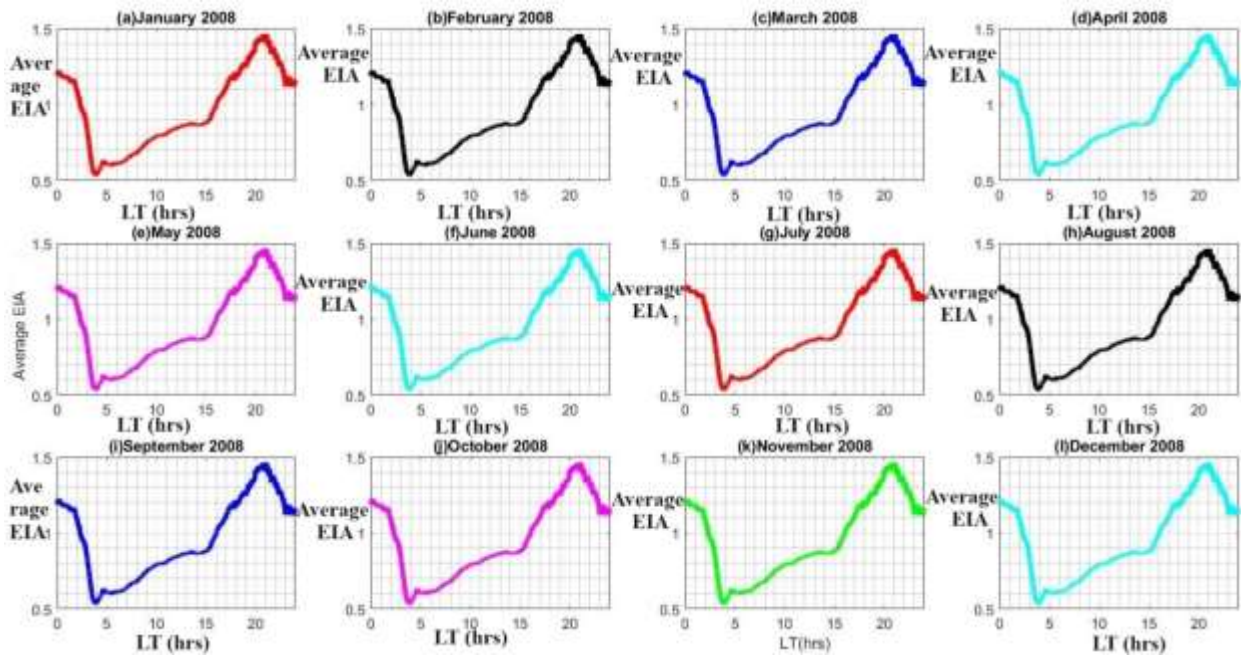 (a)January 2008
(b)February 2008
(c)March 2008
(d)April 2008
1.5
1
0.5
Aver
age
EIA
0
5
10
15
20
LT (hrs)
1.5
Average
EIA
1
0.5
0
5
10
15
20
LT (hrs)
1.5
Average
EIA
1
0.5
0
5
10
15
20
LT (hrs)
1.5
Average
EIA
1
0.5
0
5
10
15
20
LT (hrs)
(e)May 2008
(f)June 2008
(g)July 2008
(h)August 2008
1.5
Average EIA
1
0.5
0
5
10
15
20
LT (hrs)
1.5
Average
EIA
1
0.5
0
5
10
15
20
LT (hrs)
1.5
Average
EIA
1
0.5
0
5
10
15
20
LT (hrs)
1.5
Average
EIA
1
0.5
0
5
10
15
20
LT (hrs)
(i)September 2008
(j)October 2008
(k)November 2008
(l)December 2008
1.5
Ave
rage
EIA
0.5
0
5
10
15
20
LT (hrs)
1.5
Average
EIA
1
0.5
0
5
10
15
20
LT (hrs)
1.5
Average
EIA
1
0.5
0
5
10
15
20
LT(hrs)
1.5
Average
EIA
1
0.5
0
5
10
15
20
LT (hrs)